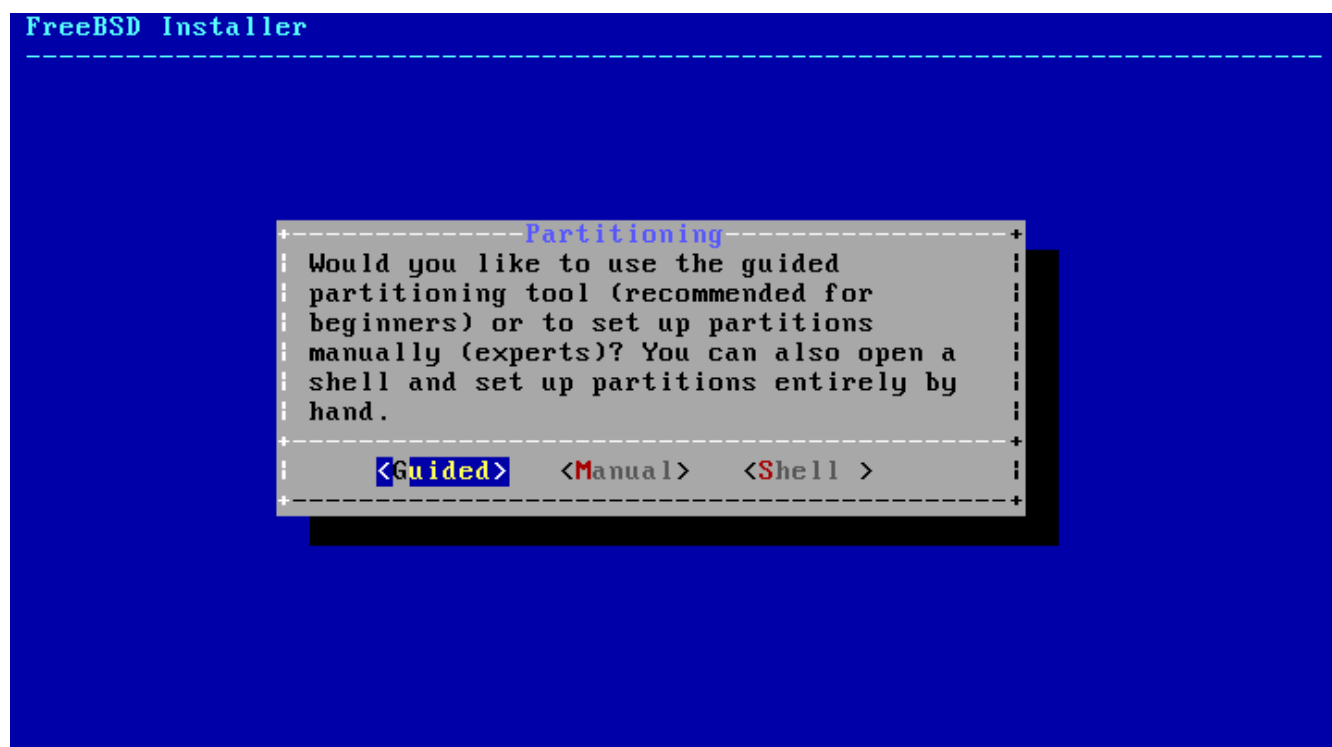 FreeBSD Installer
Partitioning
Would you like to use the guided
partitioning tool (recommended for
beginners) or to set up partitions
manually (experts)? You can also open a
shell and set up partitions entirely by
hand.
<Guided> <Manual> <Shell >